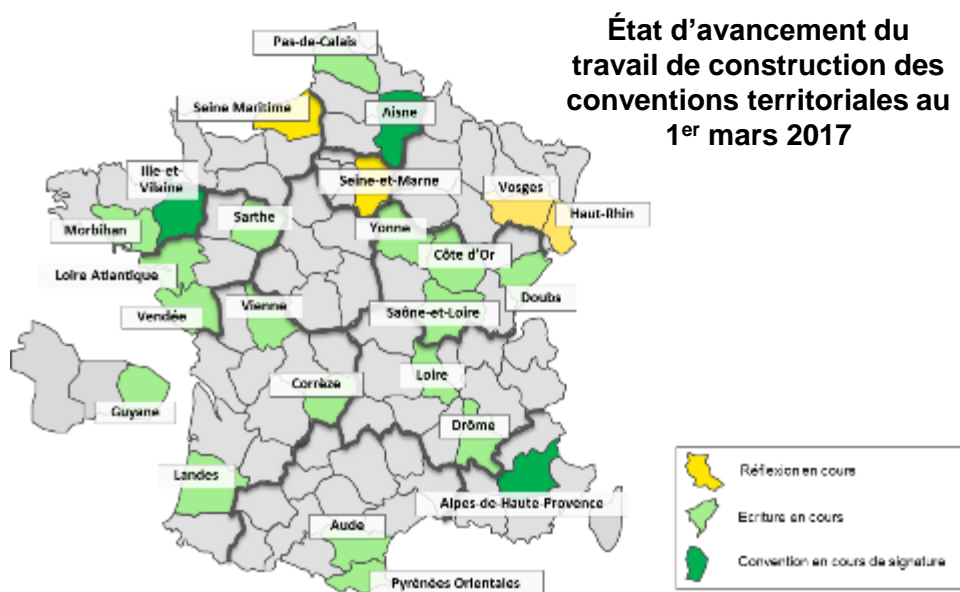 État d’avancement du
travail de construction des
conventions territoriales au
1er mars 2017
Pas-de-Calais
Seine Maritime
Aisne
Ille-et
Vilaine
Seine-et-Marne
Vosges
Haut-Rhin
Morbihan
Sarthe
Yonne
Côte d’Or
Loire Atlantique
Doubs
Vendée
Vienne
Saône-et-Loire
Corrèze
Loire
Guyane
Drôme
Landes
Alpes-de-Haute-Provence
Aude
Pyrénées Orientales
Réflexion en cours
Ecriture en cours
Convention en cours de signature